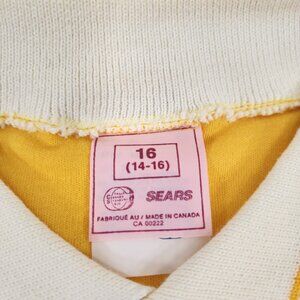 16
(14-16)
SEARS
FABRIQUÉ AU / MADE IN CANADA
CA 00222